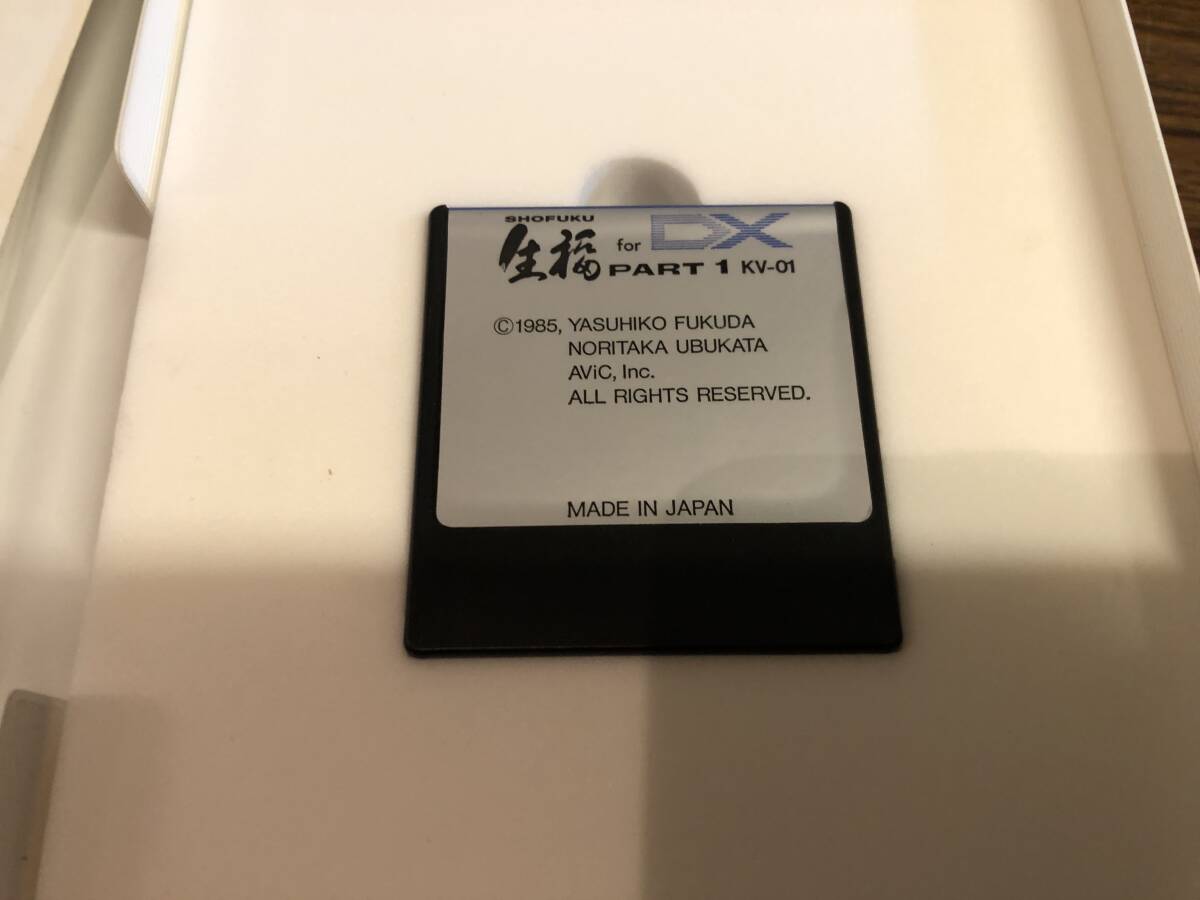 SHOFUKU
生福 for DX
PART 1 KV-01
©1985, YASUHIKO FUKUDA
NORITAKA UBUKATA
AViC, Inc.
ALL RIGHTS RESERVED.
MADE IN JAPAN